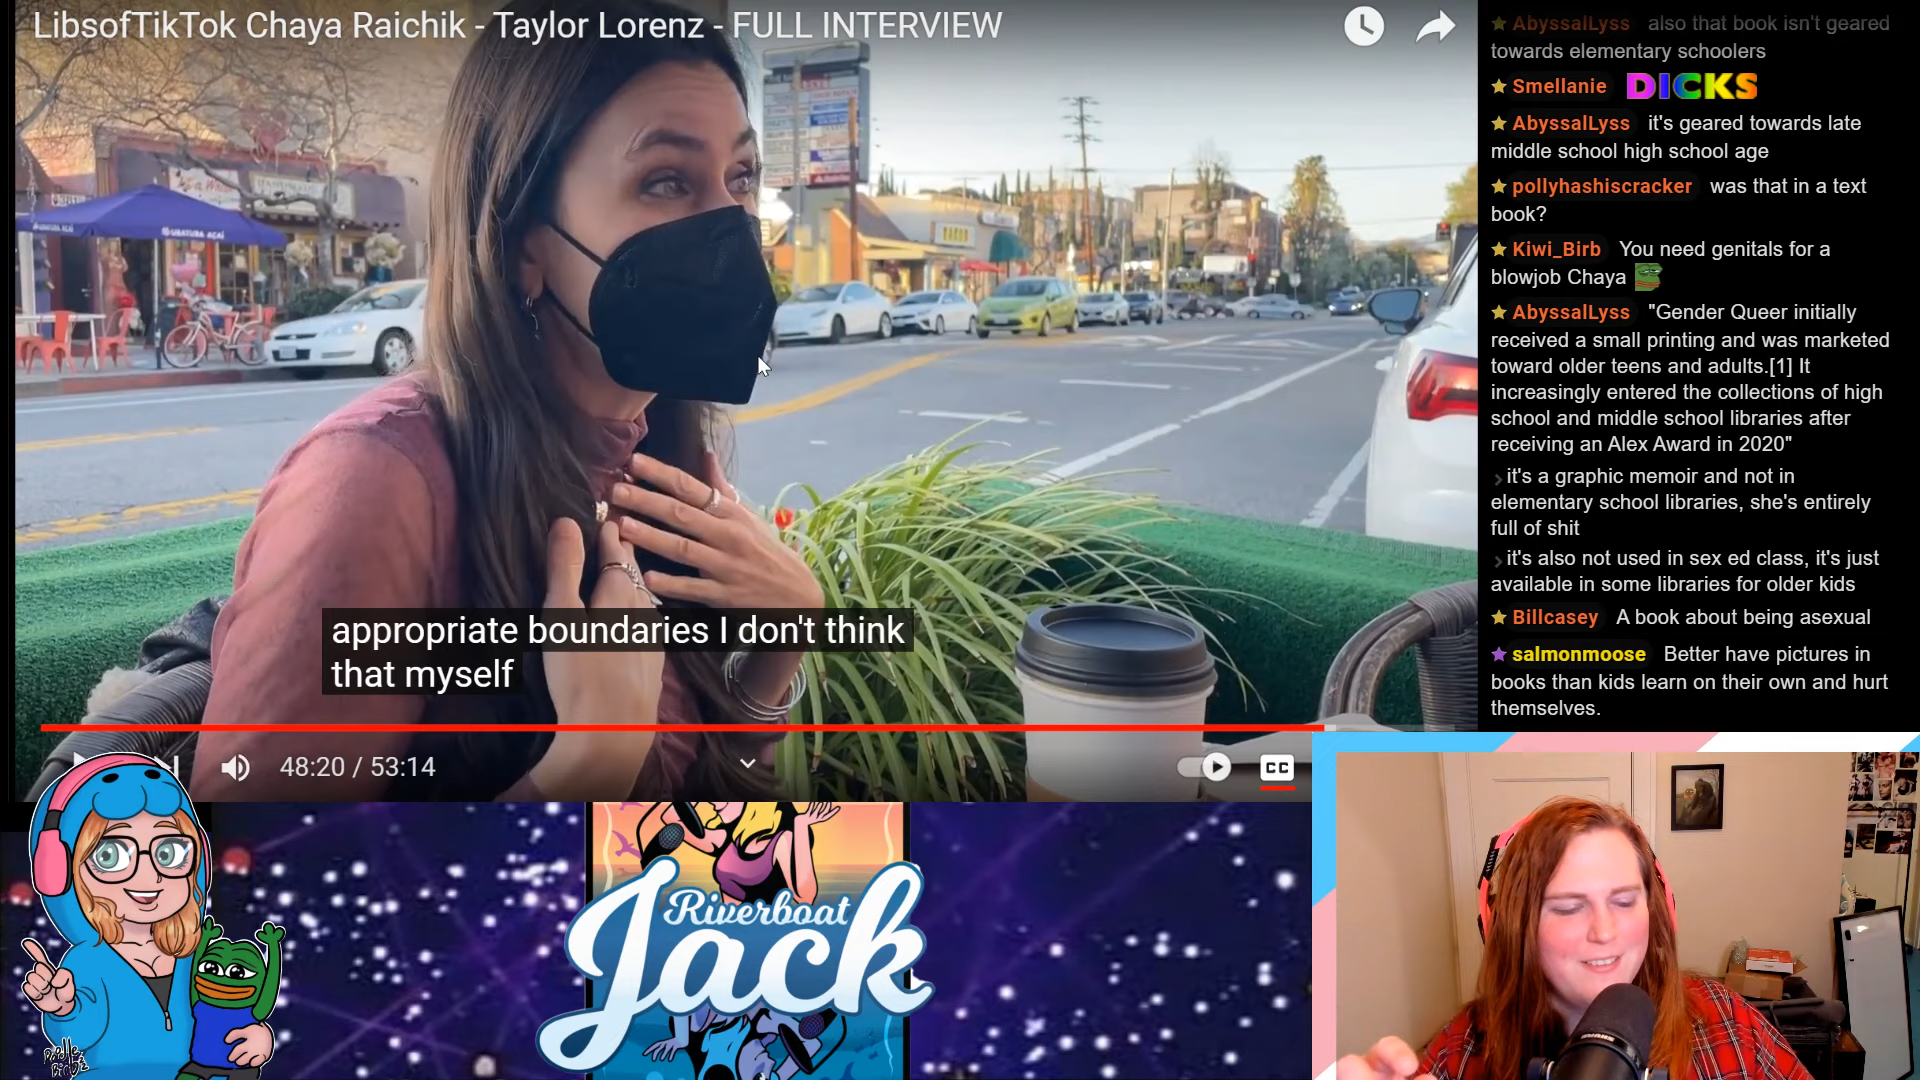 LibsofTikTok Chaya Raichik - Taylor Lorenz - FULL INTERVIEW
UBATUBA AÇAÍ
appropriate boundaries I don't think
that myself
48:20 / 53:14
CC
AbyssalLyss also that book isn't geared
towards elementary schoolers
Smellanie DICKS
AbyssalLyss it's geared towards late
middle school high school age
pollyhashiscracker was that in a text
book?
Kiwi_Birb You need genitals for a
blowjob Chaya
AbyssalLyss "Gender Queer initially
received a small printing and was marketed
toward older teens and adults.[1] It
increasingly entered the collections of high
school and middle school libraries after
receiving an Alex Award in 2020"
it's a graphic memoir and not in
elementary school libraries, she's entirely
full of shit
it's also not used in sex ed class, it's just
available in some libraries for older kids
Billcasey A book about being asexual
salmonmoose Better have pictures in
books than kids learn on their own and hurt
themselves.
Riverboat
Jack